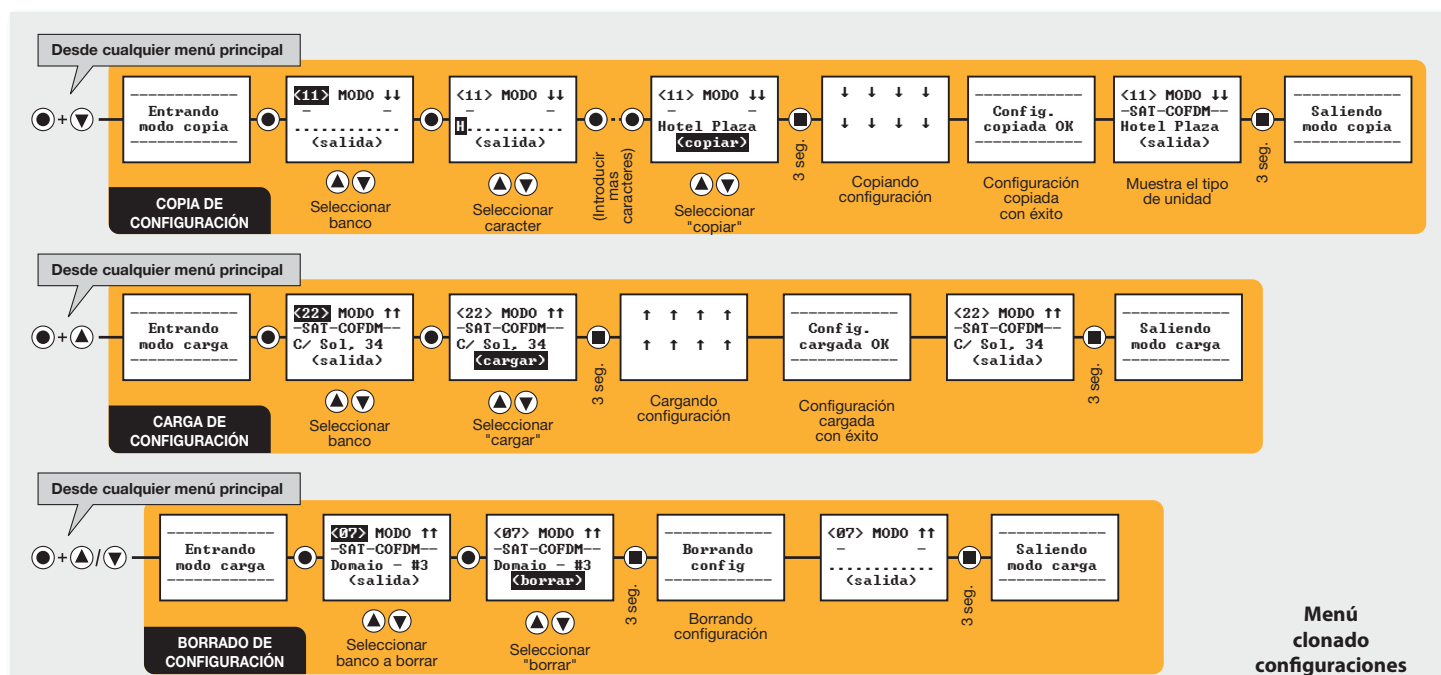 Desde cualquier menú principal
+
Entrando
modo copia
<11> MODO ↓↓
-            -
............
(salida)
Seleccionar
banco
<11> MODO ↓↓
-            -
H...........
(salida)
Seleccionar
caracter
(Introducir
mas
caracteres)
<11> MODO ↓↓
-            -
Hotel Plaza
(copiar)
Seleccionar
"copiar"
3 seg.
↓ ↓ ↓ ↓
↓ ↓ ↓ ↓
Copiando
configuración
Config.
copiada OK
Configuración
copiada
con éxito
<11> MODO ↓↓
-SAT-COFDM--
Hotel Plaza
(salida)
Muestra el tipo
de unidad
3 seg.
Saliendo
modo copia
COPIA DE
CONFIGURACIÓN
Desde cualquier menú principal
+
Entrando
modo carga
<22> MODO ↑↑
-SAT-COFDM--
C/ Sol, 34
(salida)
Seleccionar
banco
<22> MODO ↑↑
-SAT-COFDM--
C/ Sol, 34
(cargar)
Seleccionar
"cargar"
3 seg.
↑ ↑ ↑ ↑
↑ ↑ ↑ ↑
Cargando
configuración
Config.
cargada OK
Configuración
cargada
con éxito
<22> MODO ↑↑
-SAT-COFDM--
C/ Sol, 34
(salida)
3 seg.
Saliendo
modo carga
CARGA DE
CONFIGURACIÓN
Desde cualquier menú principal
+ /
Entrando
modo carga
<07> MODO ↑↑
-SAT-COFDM--
Domaio - #3
(salida)
Seleccionar
banco a borrar
<07> MODO ↑↑
-SAT-COFDM--
Domaio - #3
(borrar)
Seleccionar
"borrar"
3 seg.
Borrando
config
Borrando
configuración
<07> MODO ↑↑
-            -
............
(salida)
3 seg.
Saliendo
modo carga
BORRADO DE
CONFIGURACIÓN
Menú
clonado
configuraciones